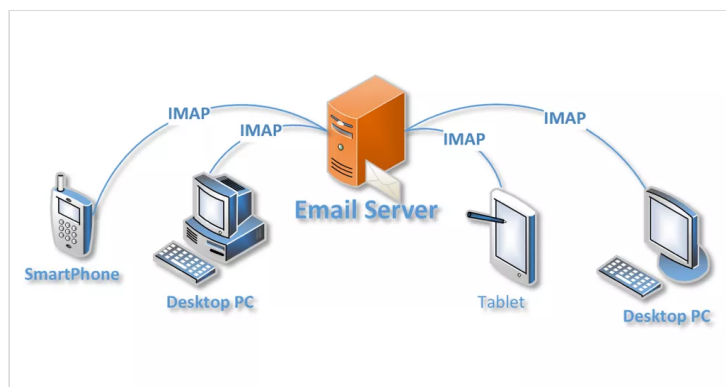 IMAP
IMAP
IMAP
IMAP
Email Server
SmartPhone
Desktop PC
Tablet
Desktop PC